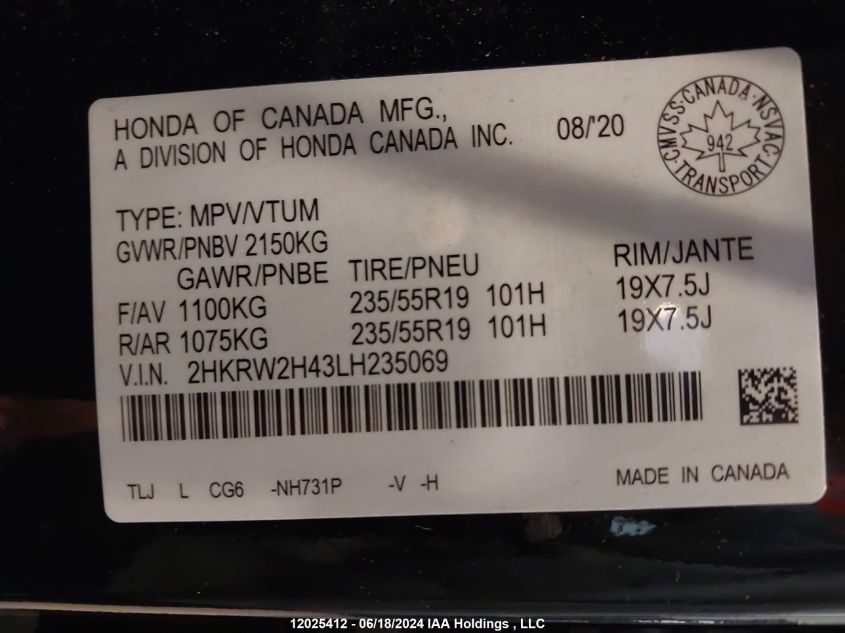 HONDA OF CANADA MFG.,
A DIVISION OF HONDA CANADA INC. 08/'20
CMVSS·CANADA·NSVAC·TRANSPORT·
942
TYPE: MPV/VTUM
GVWR/PNBV 2150KG
GAWR/PNBE TIRE/PNEU RIM/JANTE
F/AV 1100KG 235/55R19 101H 19X7.5J
R/AR 1075KG 235/55R19 101H 19X7.5J
V.I.N. 2HKRW2H43LH235069
TLJ L CG6 -NH731P -V -H MADE IN CANADA
12025412 - 06/18/2024 IAA Holdings , LLC